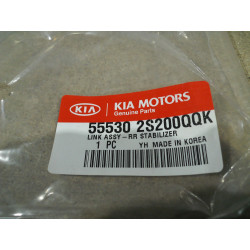 KIA
KIA MOTORS
Genuine Parts
55530 2S200QQK
LINK ASSY-RR STABILIZER
1 PC YH MADE IN KOREA